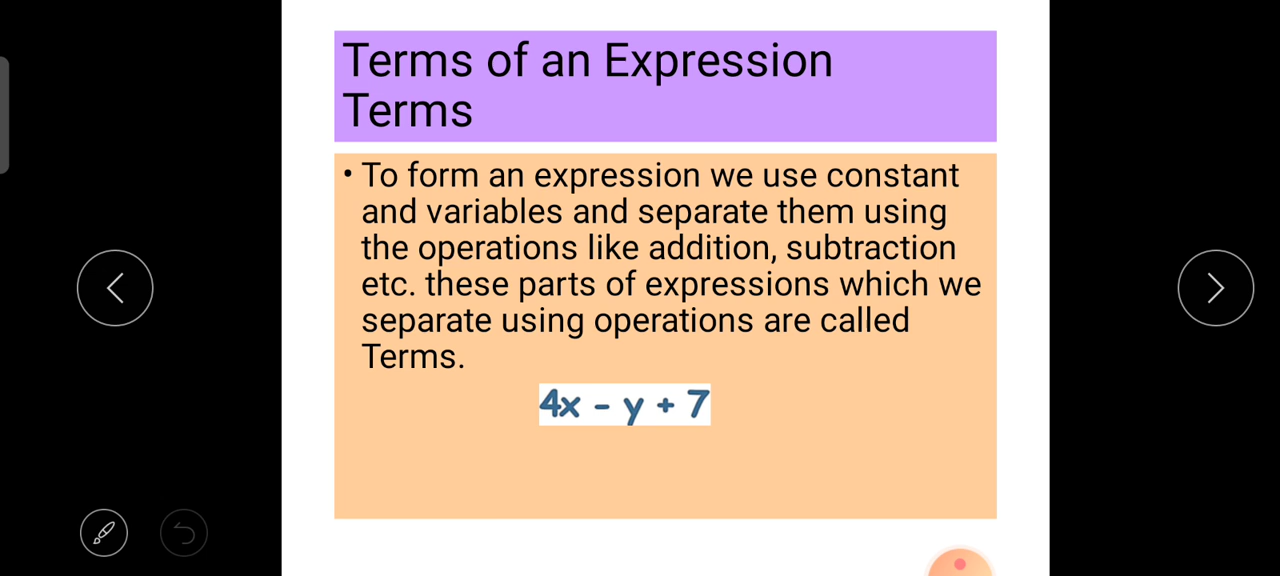 Terms of an Expression
Terms
• To form an expression we use constant
and variables and separate them using
the operations like addition, subtraction
etc. these parts of expressions which we
separate using operations are called
Terms.
4x - y + 7